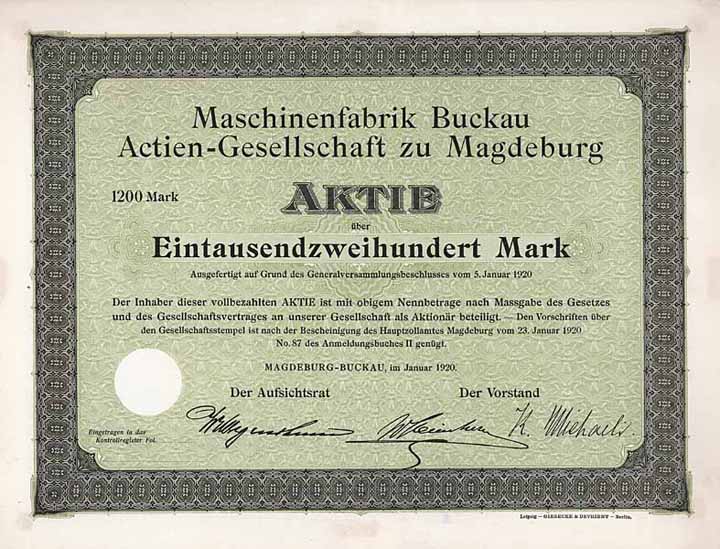 Maschinenfabrik Buckau
Actien-Gesellschaft zu Magdeburg
1200 Mark
AKTIE
über
Eintausendzweihundert Mark
Ausgefertigt auf Grund des Generalversammlungsbeschlusses vom 5. Januar 1920
Der Inhaber dieser vollbezahlten AKTIE ist mit obigem Nennbetrage nach Massgabe des Gesetzes
und des Gesellschaftsvertrages an unserer Gesellschaft als Aktionär beteiligt. — Den Vorschriften über
den Gesellschaftsstempel ist nach der Bescheinigung des Hauptzollamtes Magdeburg vom 23. Januar 1920
No. 87 des Anmeldungsbuches II genügt.
MAGDEBURG-BUCKAU, im Januar 1920.
Der Aufsichtsrat Der Vorstand
K. Michaeli.
Eingetragen in das
Kontrollregister Fol.
Leipzig — GIESECKE & DEVRIENT — Berlin.